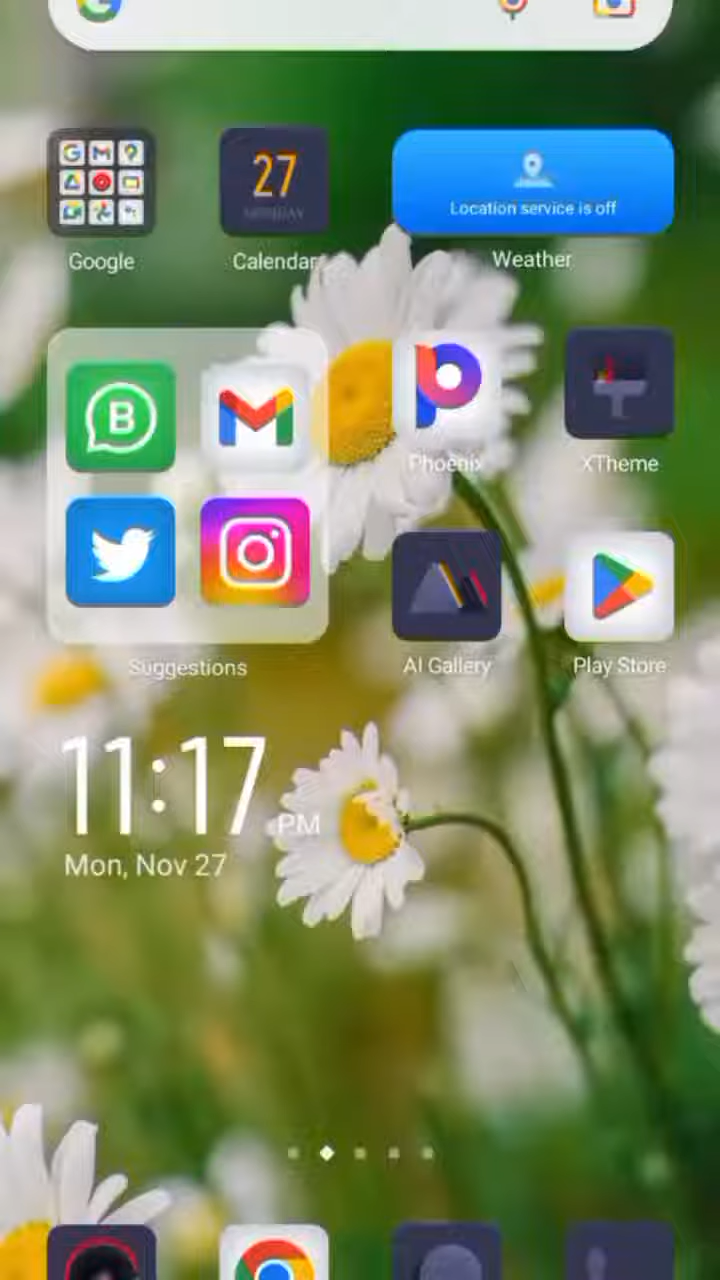 27
MONDAY
Location service is off
Google
Calendar
Weather
B
Phoenix
XTheme
Suggestions
AI Gallery
Play Store
11:17 PM
Mon, Nov 27